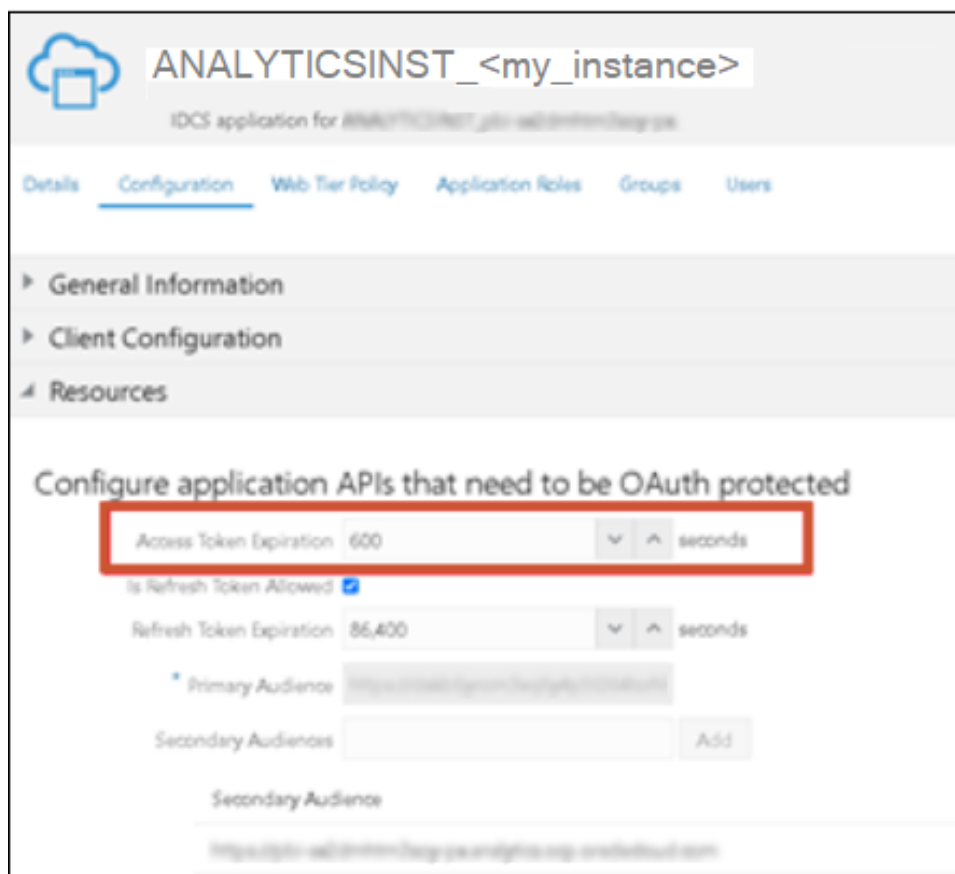 ANALYTICSINST_<my_instance>
IDCS application for
Details Configuration Web Tier Policy Application Roles Groups Users
General Information
Client Configuration
Resources
Configure application APIs that need to be OAuth protected
Access Token Expiration 600 seconds
Is Refresh Token Allowed
Refresh Token Expiration 86,400 seconds
* Primary Audience
Secondary Audiences Add
Secondary Audience